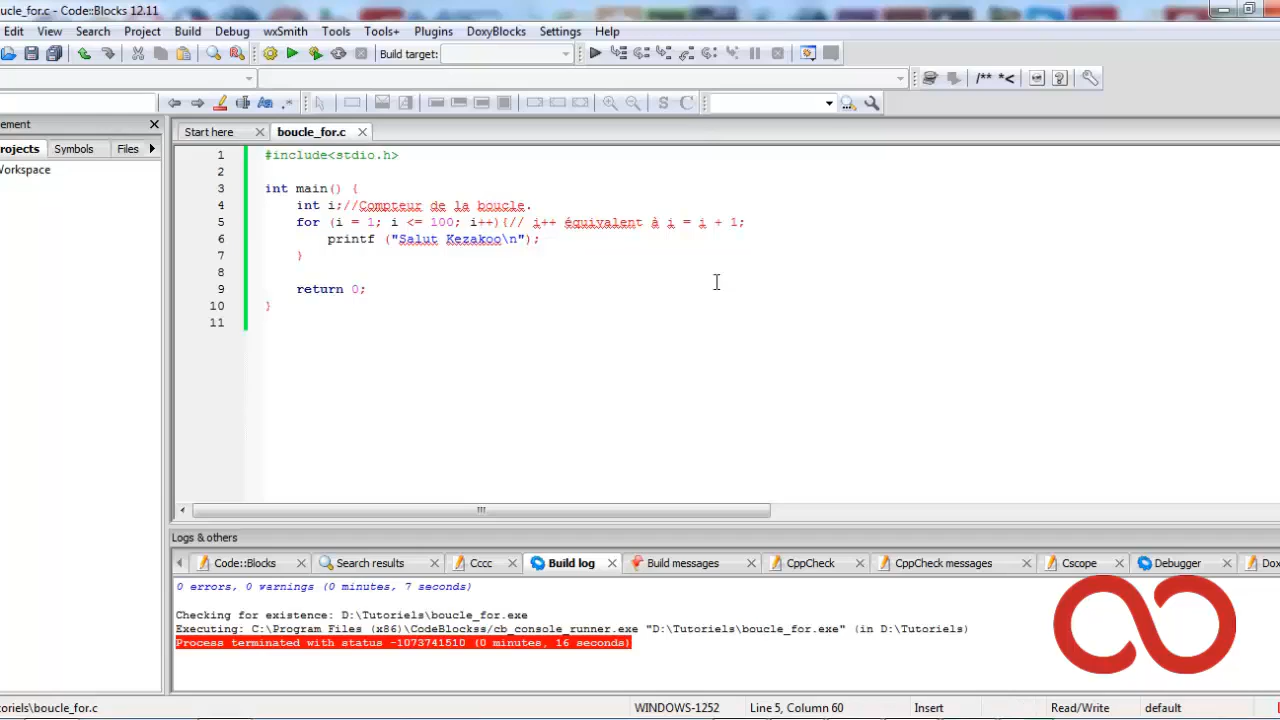 oucle_for.c - Code::Blocks 12.11
Edit View Search Project Build Debug wxSmith Tools Tools+ Plugins DoxyBlocks Settings Help
Build target:
/** *<
.*
S C
ement
Start here boucle_for.c
rojects Symbols Files
Workspace
1 #include<stdio.h>
2
3 int main() {
4 int i;//Compteur de la boucle.
5 for (i = 1; i <= 100; i++){// i++ équivalent à i = i + 1;
6 printf ("Salut Kezakoo\n");
7 }
8
9 return 0;
10 }
11
Logs & others
Code::Blocks Search results Cccc Build log Build messages CppCheck CppCheck messages Cscope Debugger Dox
0 errors, 0 warnings (0 minutes, 7 seconds)
Checking for existence: D:\Tutoriels\boucle_for.exe
Executing: C:\Program Files (x86)\CodeBlockss/cb_console_runner.exe "D:\Tutoriels\boucle_for.exe" (in D:\Tutoriels)
Process terminated with status -1073741510 (0 minutes, 16 seconds)
toriels\boucle_for.c WINDOWS-1252 Line 5, Column 60 Insert Read/Write default